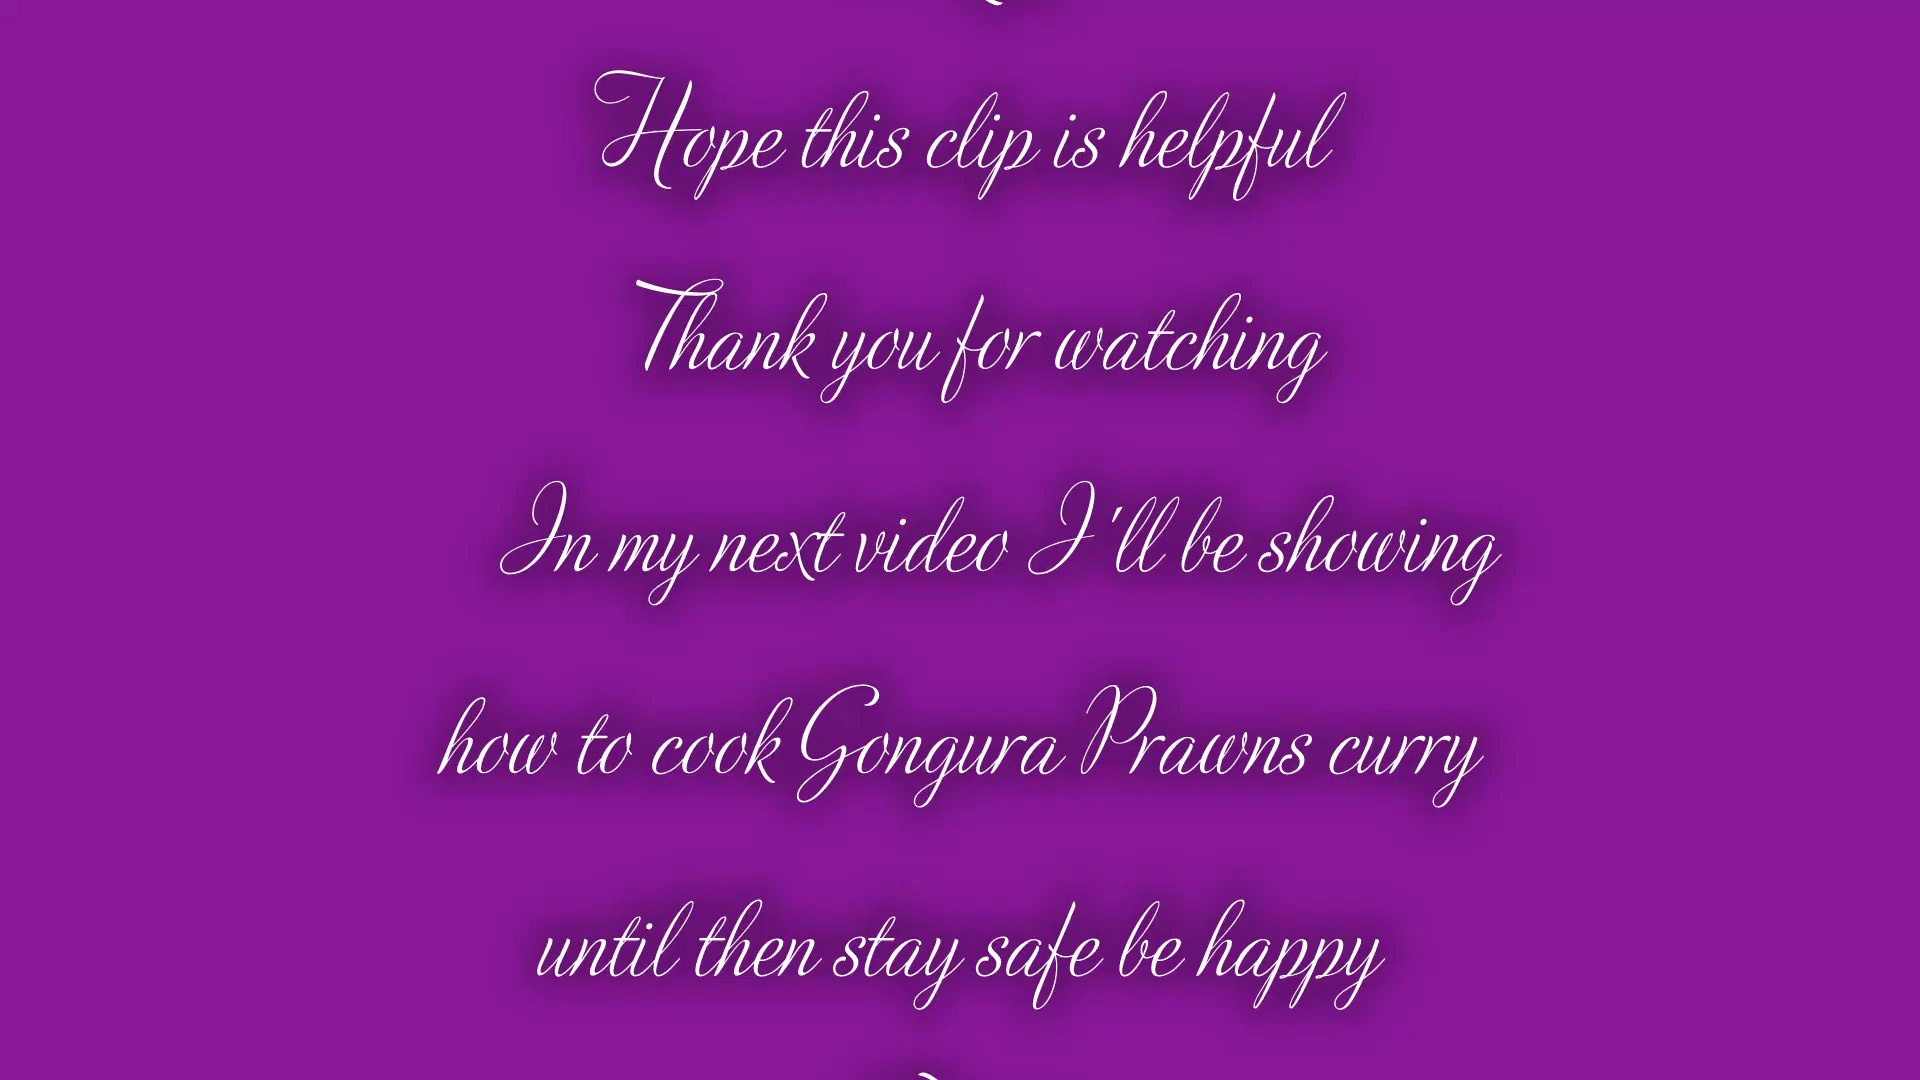 Hope this clip is helpful
Thank you for watching
In my next video I'll be showing
how to cook Gongura Prawns curry
until then stay safe be happy